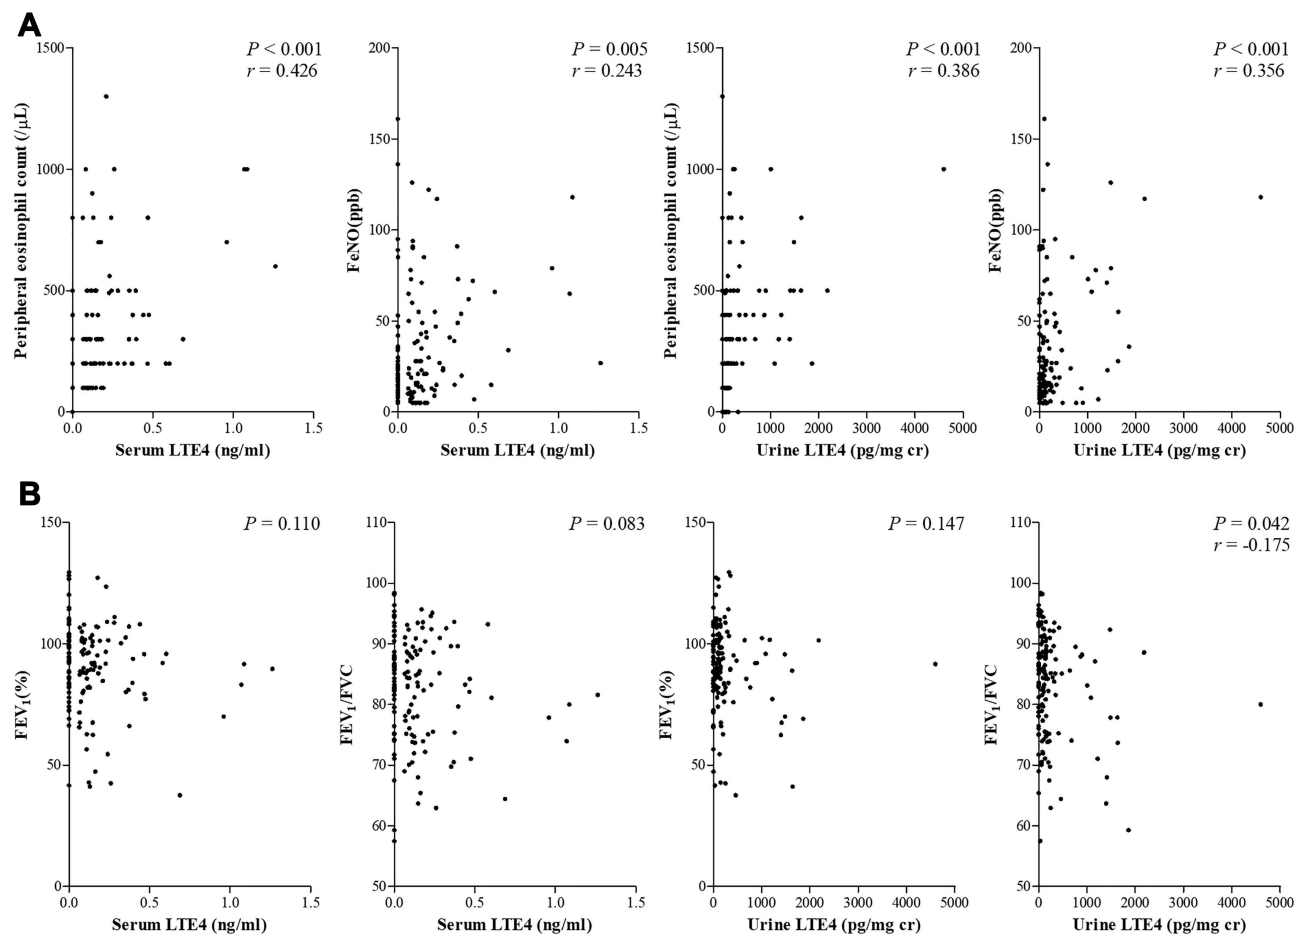 A
P < 0.001
r = 0.426
1500
1000
500
0
Peripheral eosinophil count (/µL)
0.0 0.5 1.0 1.5
Serum LTE4 (ng/ml)
P = 0.005
r = 0.243
200
150
100
50
0
FeNO(ppb)
0.0 0.5 1.0 1.5
Serum LTE4 (ng/ml)
P < 0.001
r = 0.386
1500
1000
500
0
Peripheral eosinophil count (/µL)
0 1000 2000 3000 4000 5000
Urine LTE4 (pg/mg cr)
P < 0.001
r = 0.356
200
150
100
50
0
FeNO(ppb)
0 1000 2000 3000 4000 5000
Urine LTE4 (pg/mg cr)
B
P = 0.110
150
100
50
0
FEV₁(%)
0.0 0.5 1.0 1.5
Serum LTE4 (ng/ml)
P = 0.083
110
100
90
80
70
60
50
FEV₁/FVC
0.0 0.5 1.0 1.5
Serum LTE4 (ng/ml)
P = 0.147
150
100
50
0
FEV₁(%)
0 1000 2000 3000 4000 5000
Urine LTE4 (pg/mg cr)
P = 0.042
r = -0.175
110
100
90
80
70
60
50
FEV₁/FVC
0 1000 2000 3000 4000 5000
Urine LTE4 (pg/mg cr)